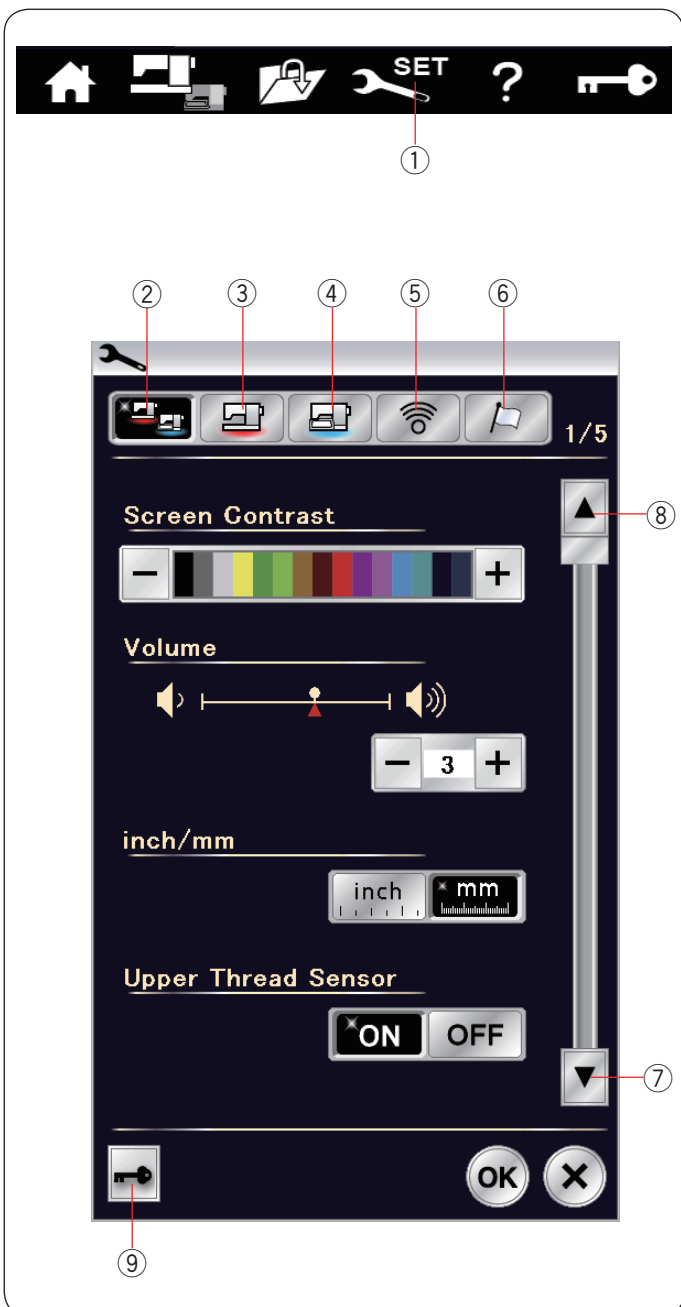 SET ?
①
② ③ ④ ⑤ ⑥
1/5
Screen Contrast
⑧
− +
Volume
− 3 +
inch/mm
inch mm
Upper Thread Sensor
ON OFF
⑦
OK ×
⑨